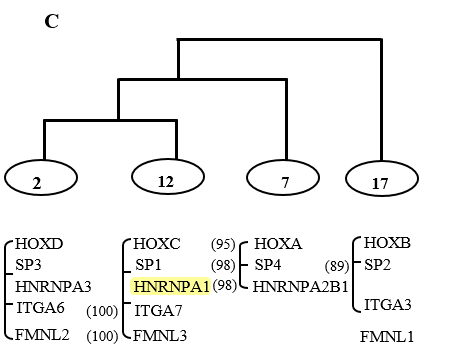 C
2 12 7 17
HOXD HOXC (95) HOXA HOXB
SP3 SP1 (98) SP4 (89) SP2
HNRNPA3 HNRNPA1 (98) HNRNPA2B1
ITGA6 (100) ITGA7 ITGA3
FMNL2 (100) FMNL3 FMNL1